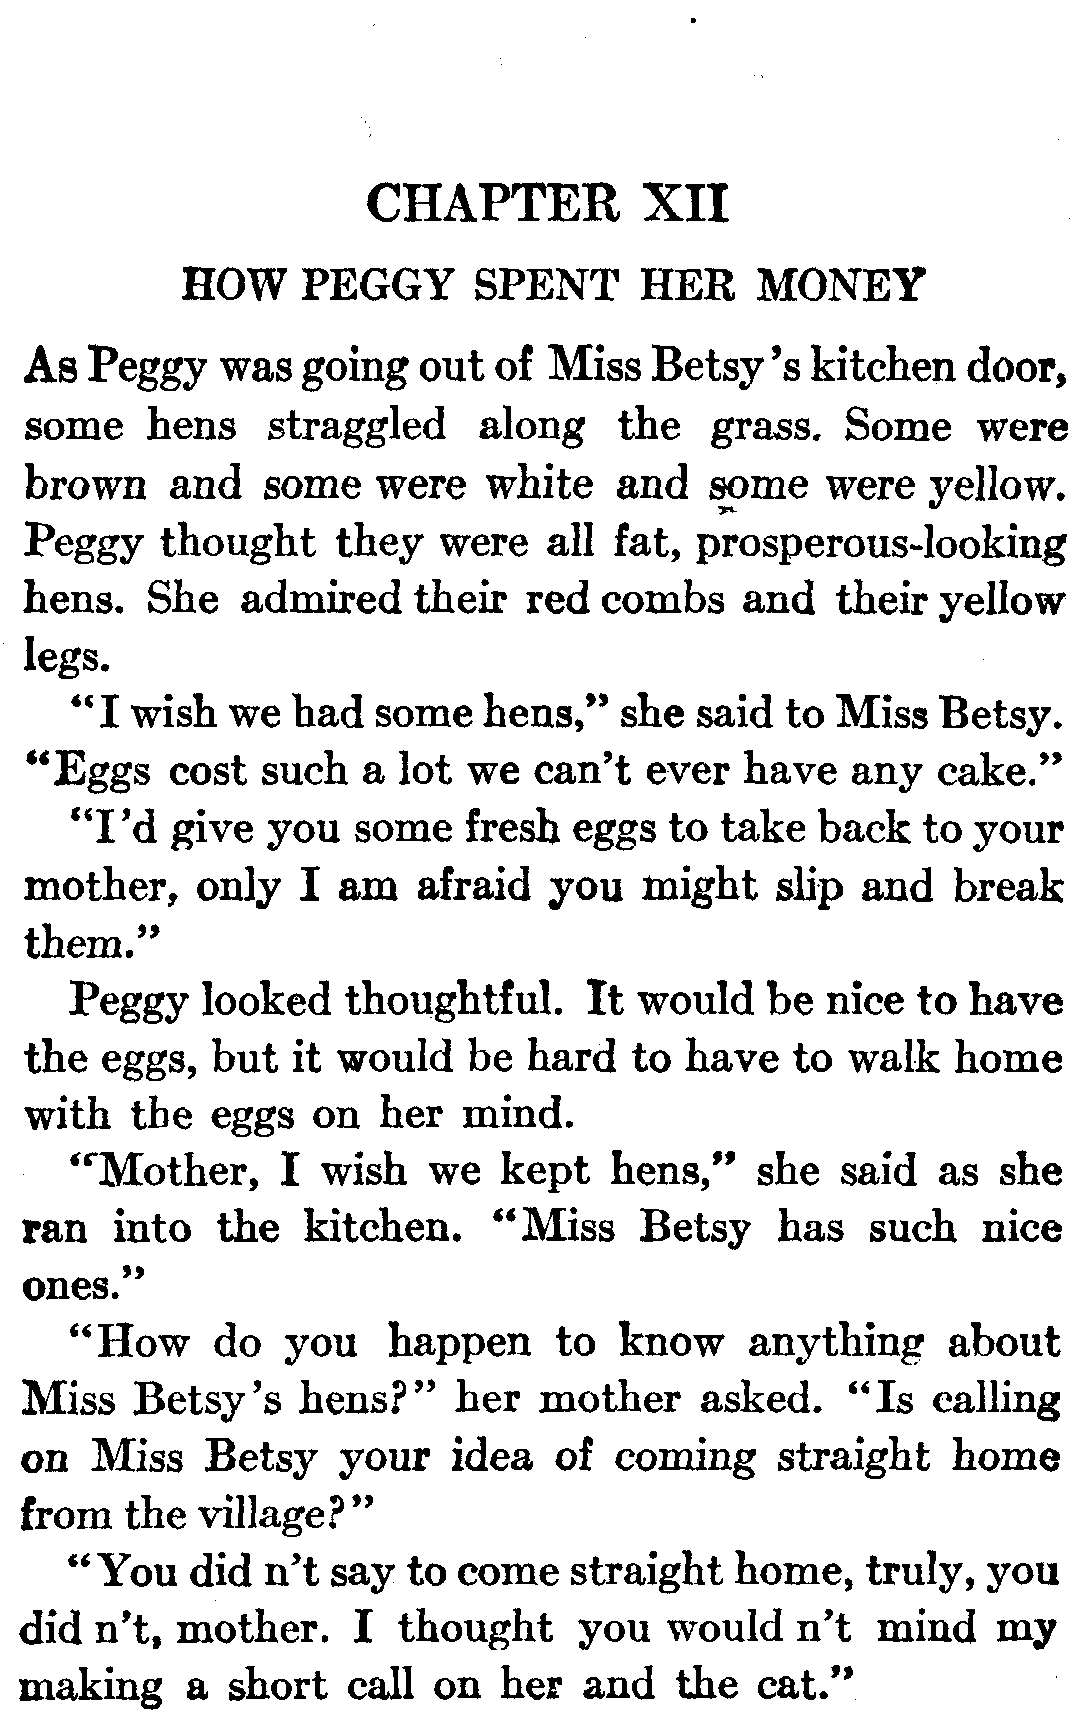 CHAPTER XII
HOW PEGGY SPENT HER MONEY
As Peggy was going out of Miss Betsy's kitchen door,
some hens straggled along the grass. Some were
brown and some were white and some were yellow.
Peggy thought they were all fat, prosperous-looking
hens. She admired their red combs and their yellow
legs.
“I wish we had some hens,” she said to Miss Betsy.
“Eggs cost such a lot we can't ever have any cake.”
“I'd give you some fresh eggs to take back to your
mother, only I am afraid you might slip and break
them.”
Peggy looked thoughtful. It would be nice to have
the eggs, but it would be hard to have to walk home
with the eggs on her mind.
“Mother, I wish we kept hens,” she said as she
ran into the kitchen. “Miss Betsy has such nice
ones.”
“How do you happen to know anything about
Miss Betsy's hens?” her mother asked. “Is calling
on Miss Betsy your idea of coming straight home
from the village?”
“You did n't say to come straight home, truly, you
did n't, mother. I thought you would n't mind my
making a short call on her and the cat.”